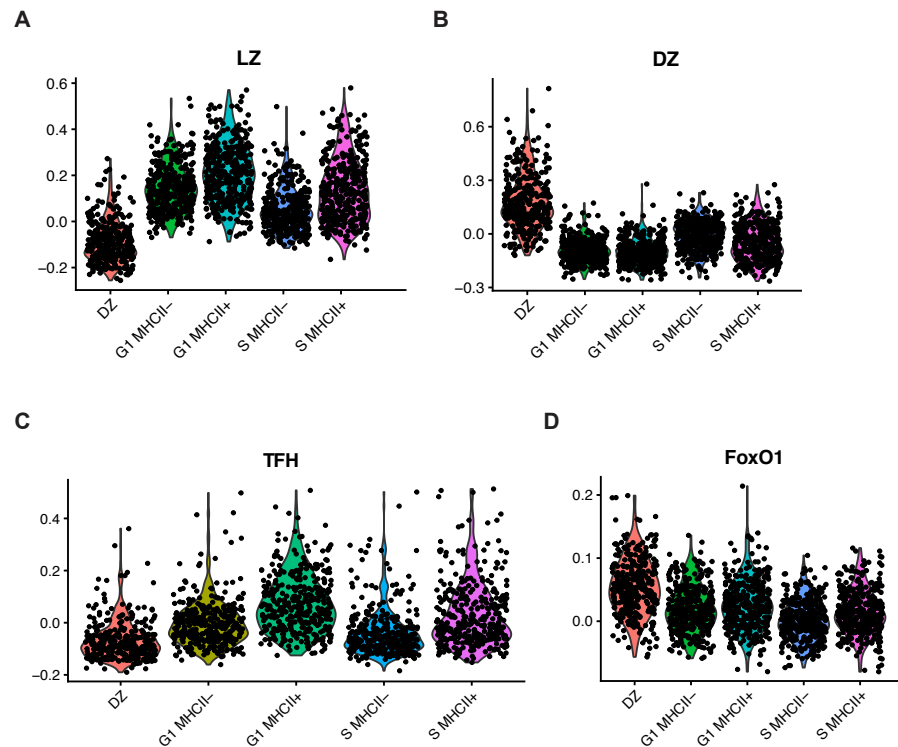 A
LZ
0.6
0.4
0.2
0.0
−0.2
DZ
G1 MHCII−
G1 MHCII+
S MHCII−
S MHCII+
B
DZ
0.6
0.3
0.0
−0.3
DZ
G1 MHCII−
G1 MHCII+
S MHCII−
S MHCII+
C
TFH
0.4
0.2
0.0
−0.2
DZ
G1 MHCII−
G1 MHCII+
S MHCII−
S MHCII+
D
FoxO1
0.2
0.1
0.0
DZ
G1 MHCII−
G1 MHCII+
S MHCII−
S MHCII+